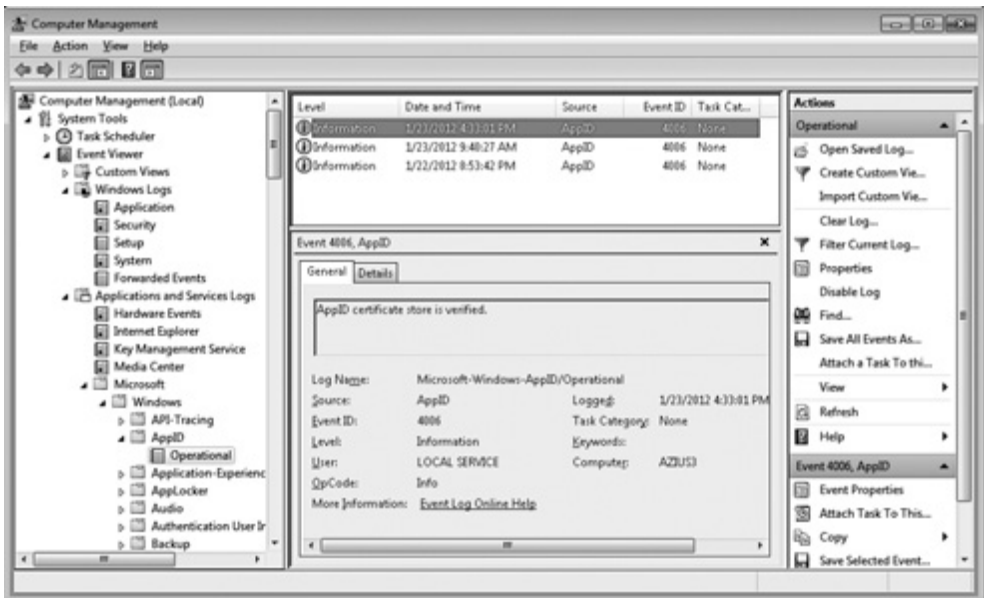 Computer Management
File Action View Help
Computer Management (Local)
System Tools
Task Scheduler
Event Viewer
Custom Views
Windows Logs
Application
Security
Setup
System
Forwarded Events
Applications and Services Logs
Hardware Events
Internet Explorer
Key Management Service
Media Center
Microsoft
Windows
API-Tracing
AppID
Operational
Application-Experienc
AppLocker
Audio
Authentication User Ir
Backup
Level Date and Time Source Event ID Task Cat...
Information 1/23/2012 4:33:01 PM AppID 4006 None
Information 1/23/2012 9:40:27 AM AppID 4006 None
Information 1/22/2012 8:53:42 PM AppID 4006 None
Event 4006, AppID
General Details
AppID certificate store is verified.
Log Name: Microsoft-Windows-AppID/Operational
Source: AppID Logged: 1/23/2012 4:33:01 PM
Event ID: 4006 Task Category: None
Level: Information Keywords:
User: LOCAL SERVICE Computer: AZIUS3
OpCode: Info
More Information: Event Log Online Help
Actions
Operational
Open Saved Log...
Create Custom Vie...
Import Custom Vie...
Clear Log...
Filter Current Log...
Properties
Disable Log
Find...
Save All Events As...
Attach a Task To thi...
View
Refresh
Help
Event 4006, AppID
Event Properties
Attach Task To This...
Copy
Save Selected Event...